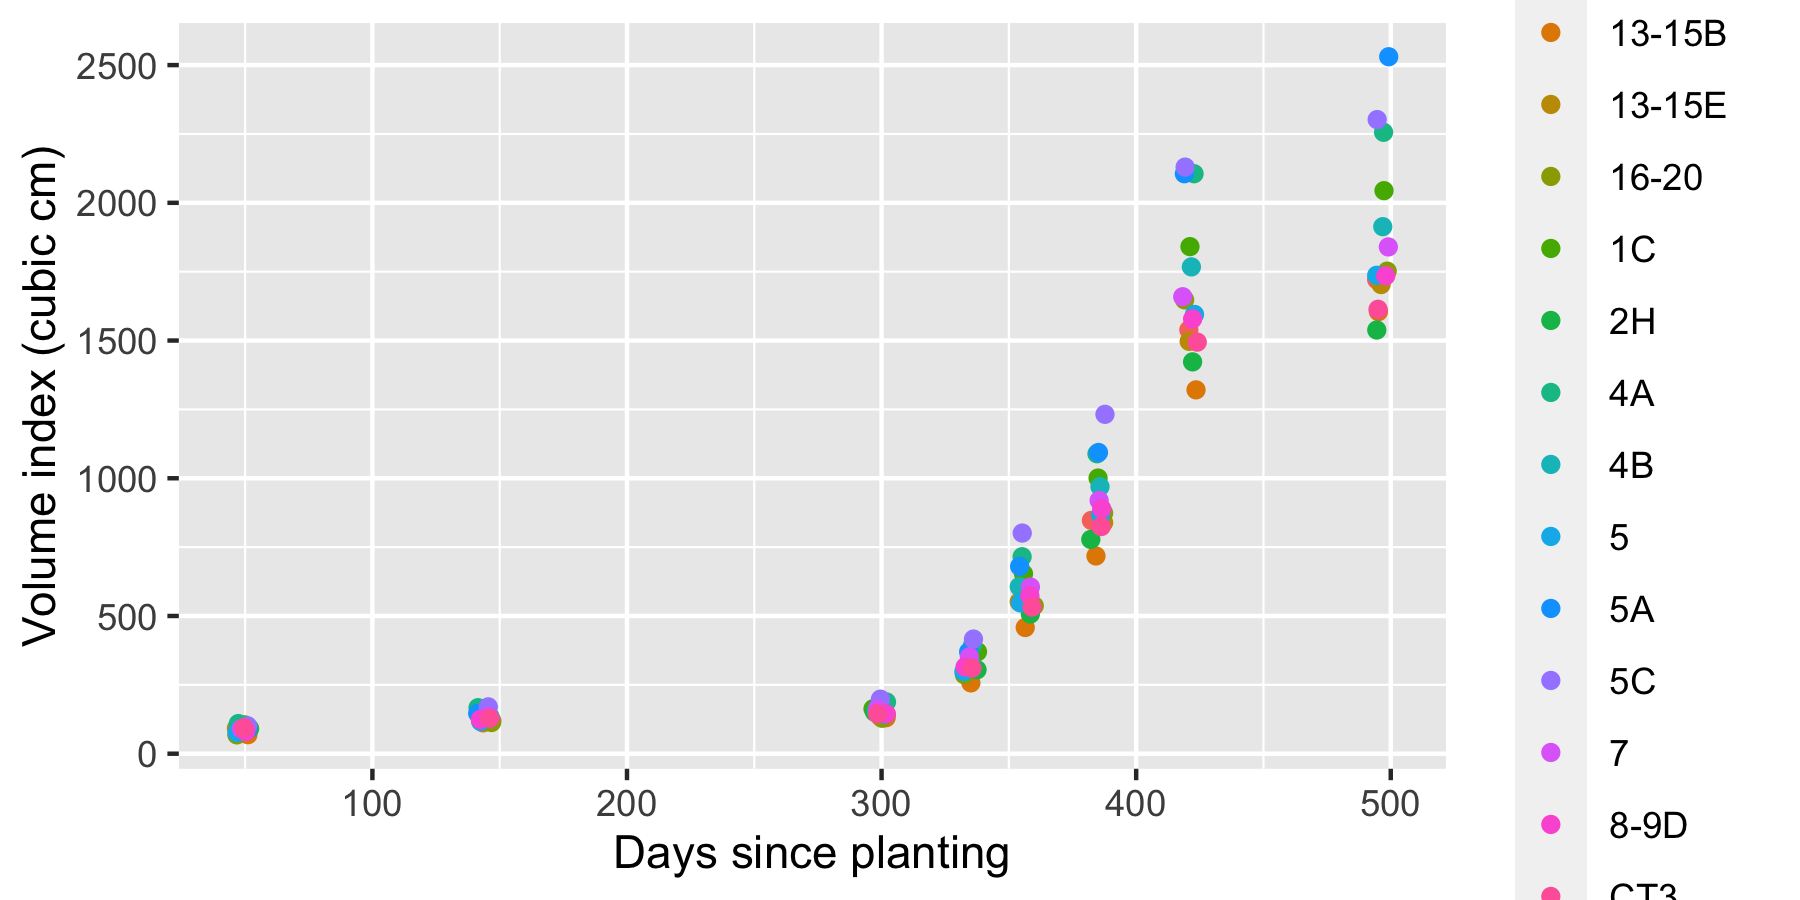 2500
2000
1500
1000
500
0
Volume index (cubic cm)
100 200 300 400 500
Days since planting
13-15B
13-15E
16-20
1C
2H
4A
4B
5
5A
5C
7
8-9D
CT3